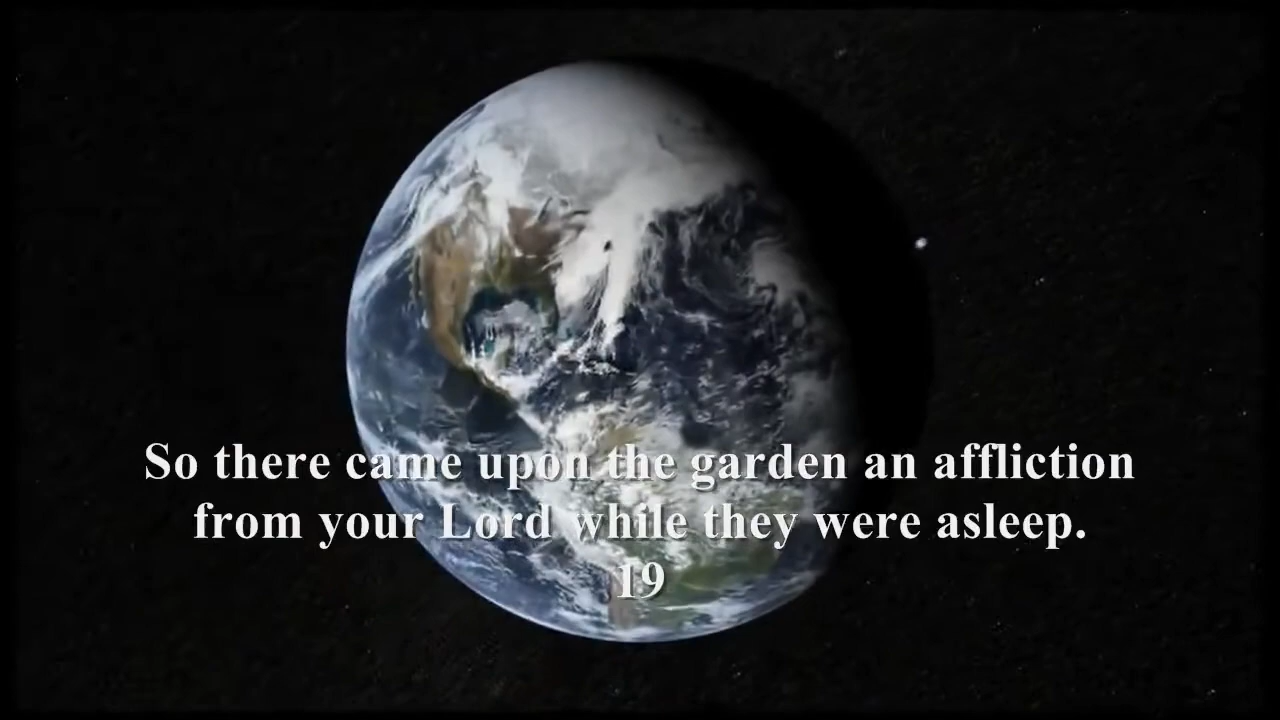 So there came upon the garden an affliction
from your Lord while they were asleep.
19